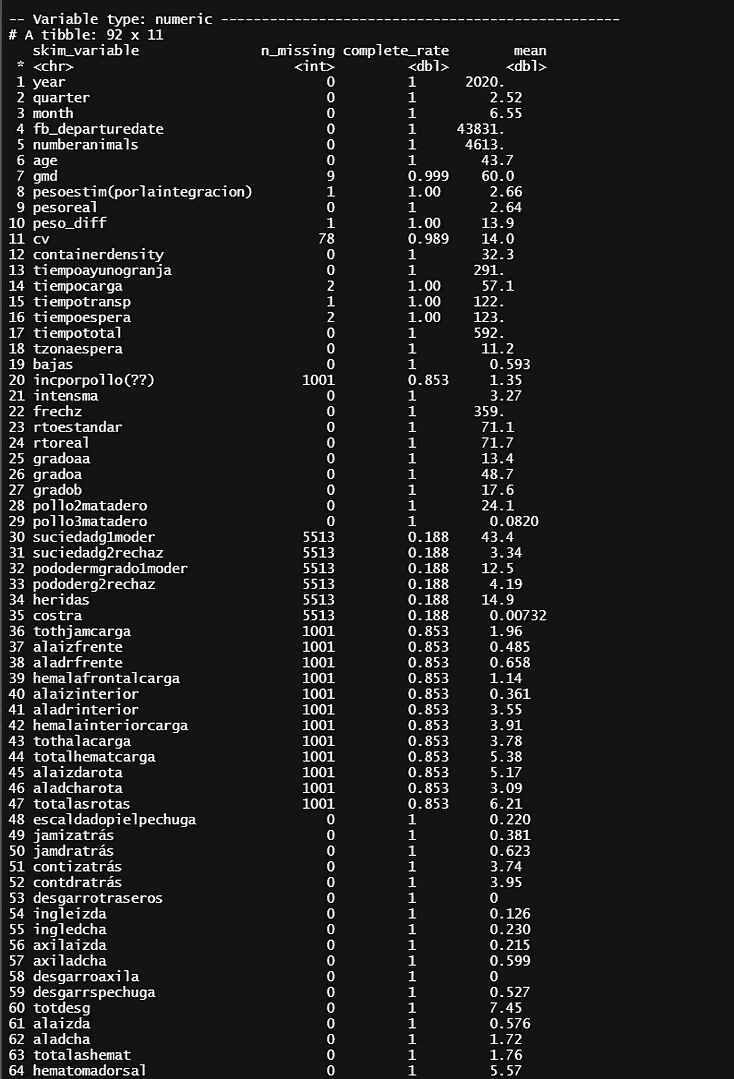 -- Variable type: numeric ------------------------------------------------
# A tibble: 92 x 11
skim_variable n_missing complete_rate mean
* <chr> <int> <dbl> <dbl>
1 year 0 1 2020.
2 quarter 0 1 2.52
3 month 0 1 6.55
4 fb_departuredate 0 1 43831.
5 numberanimals 0 1 4613.
6 age 0 1 43.7
7 gmd 9 0.999 60.0
8 pesoestim(porlaintegracion) 1 1.00 2.66
9 pesoreal 0 1 2.64
10 peso_diff 1 1.00 13.9
11 cv 78 0.989 14.0
12 containerdensity 0 1 32.3
13 tiempoayunogranja 0 1 291.
14 tiempocarga 2 1.00 57.1
15 tiempotransp 1 1.00 122.
16 tiempoespera 2 1.00 123.
17 tiempototal 0 1 592.
18 tzonaespera 0 1 11.2
19 bajas 0 1 0.593
20 incporpollo(??) 1001 0.853 1.35
21 intensma 0 1 3.27
22 frechz 0 1 359.
23 rtoestandar 0 1 71.1
24 rtoreal 0 1 71.7
25 gradoaa 0 1 13.4
26 gradoa 0 1 48.7
27 gradob 0 1 17.6
28 pollo2matadero 0 1 24.1
29 pollo3matadero 0 1 0.0820
30 suciedadg1moder 5513 0.188 43.4
31 suciedadg2rechaz 5513 0.188 3.34
32 pododermgrado1moder 5513 0.188 12.5
33 pododerg2rechaz 5513 0.188 4.19
34 heridas 5513 0.188 14.9
35 costra 5513 0.188 0.00732
36 tothjamcarga 1001 0.853 1.96
37 alaizfrente 1001 0.853 0.485
38 aladrfrente 1001 0.853 0.658
39 hemalafrontalcarga 1001 0.853 1.14
40 alaizinterior 1001 0.853 0.361
41 aladrinterior 1001 0.853 3.55
42 hemalainteriorcarga 1001 0.853 3.91
43 tothalacarga 1001 0.853 3.78
44 totalhematcarga 1001 0.853 5.38
45 alaizdarota 1001 0.853 5.17
46 aladcharota 1001 0.853 3.09
47 totalasrotas 1001 0.853 6.21
48 escaldadopielpechuga 0 1 0.220
49 jamizatrás 0 1 0.381
50 jamdratrás 0 1 0.623
51 contizatrás 0 1 3.74
52 contdratrás 0 1 3.95
53 desgarrotraseros 0 1 0
54 ingleizda 0 1 0.126
55 ingledcha 0 1 0.230
56 axilaizda 0 1 0.215
57 axiladcha 0 1 0.599
58 desgarroaxila 0 1 0
59 desgarrspechuga 0 1 0.527
60 totdesg 0 1 7.45
61 alaizda 0 1 0.576
62 aladcha 0 1 1.72
63 totalashemat 0 1 1.76
64 hematomadorsal 0 1 5.57